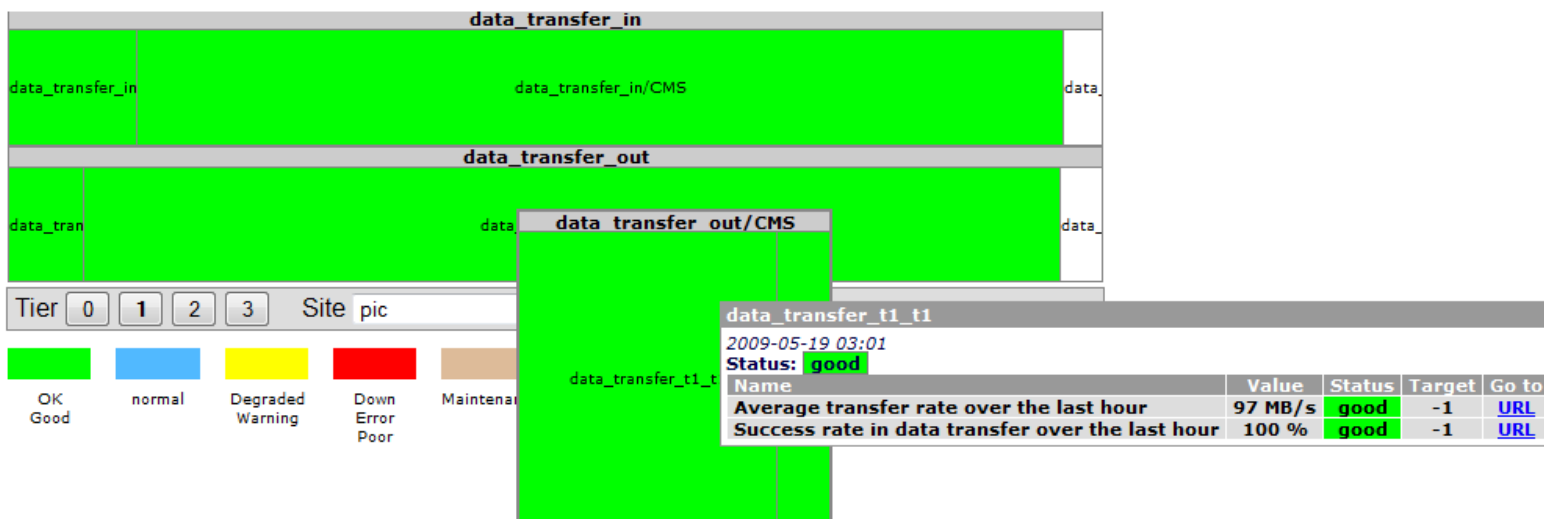 data_transfer_in
data_transfer_in data_transfer_in/CMS data_
data_transfer_out
data_tran data_ data_
data_transfer_out/CMS
data_transfer_t1_t
Tier 0 1 2 3 Site pic
data_transfer_t1_t1
2009-05-19 03:01
Status: good
Name Value Status Target Go to
Average transfer rate over the last hour 97 MB/s good -1 URL
Success rate in data transfer over the last hour 100 % good -1 URL
OK
Good
normal
Degraded
Warning
Down
Error
Poor
Maintenan